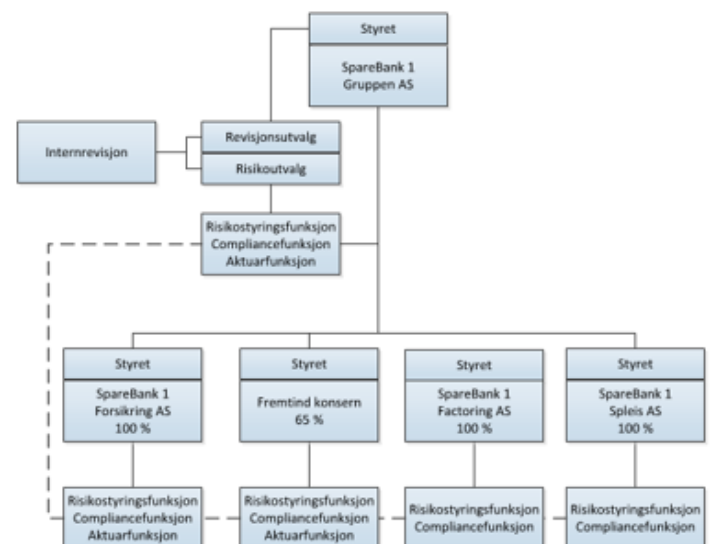 Styret
SpareBank 1
Gruppen AS
Internrevisjon
Revisjonsutvalg
Risikoutvalg
Risikostyringsfunksjon
Compliancefunksjon
Aktuarfunksjon
Styret
SpareBank 1
Forsikring AS
100 %
Styret
Fremtind konsern
65 %
Styret
SpareBank 1
Factoring AS
100 %
Styret
SpareBank 1
Spleis AS
100 %
Risikostyringsfunksjon
Compliancefunksjon
Aktuarfunksjon
Risikostyringsfunksjon
Compliancefunksjon
Aktuarfunksjon
Risikostyringsfunksjon
Compliancefunksjon
Risikostyringsfunksjon
Compliancefunksjon